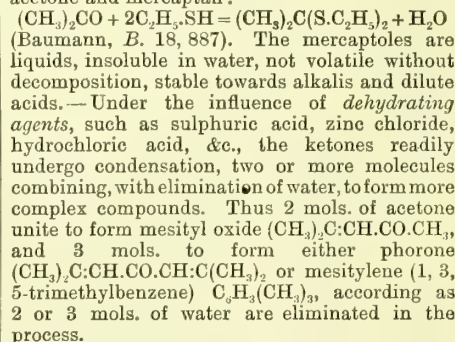 acetone and mercaptan :
(CH₃)₂CO + 2C₂H₅.SH = (CH₃)₂C(S.C₂H₅)₂ + H₂O
(Baumann, B. 18, 887). The mercaptoles are
liquids, insoluble in water, not volatile without
decomposition, stable towards alkalis and dilute
acids.—Under the influence of dehydrating
agents, such as sulphuric acid, zinc chloride,
hydrochloric acid, &c., the ketones readily
undergo condensation, two or more molecules
combining, with elimination of water, to form more
complex compounds. Thus 2 mols. of acetone
unite to form mesityl oxide (CH₃)₂C:CH.CO.CH₃,
and 3 mols. to form either phorone
(CH₃)₂C:CH.CO.CH:C(CH₃)₂ or mesitylene (1, 3,
5-trimethylbenzene) C₆H₃(CH₃)₃, according as
2 or 3 mols. of water are eliminated in the
process.